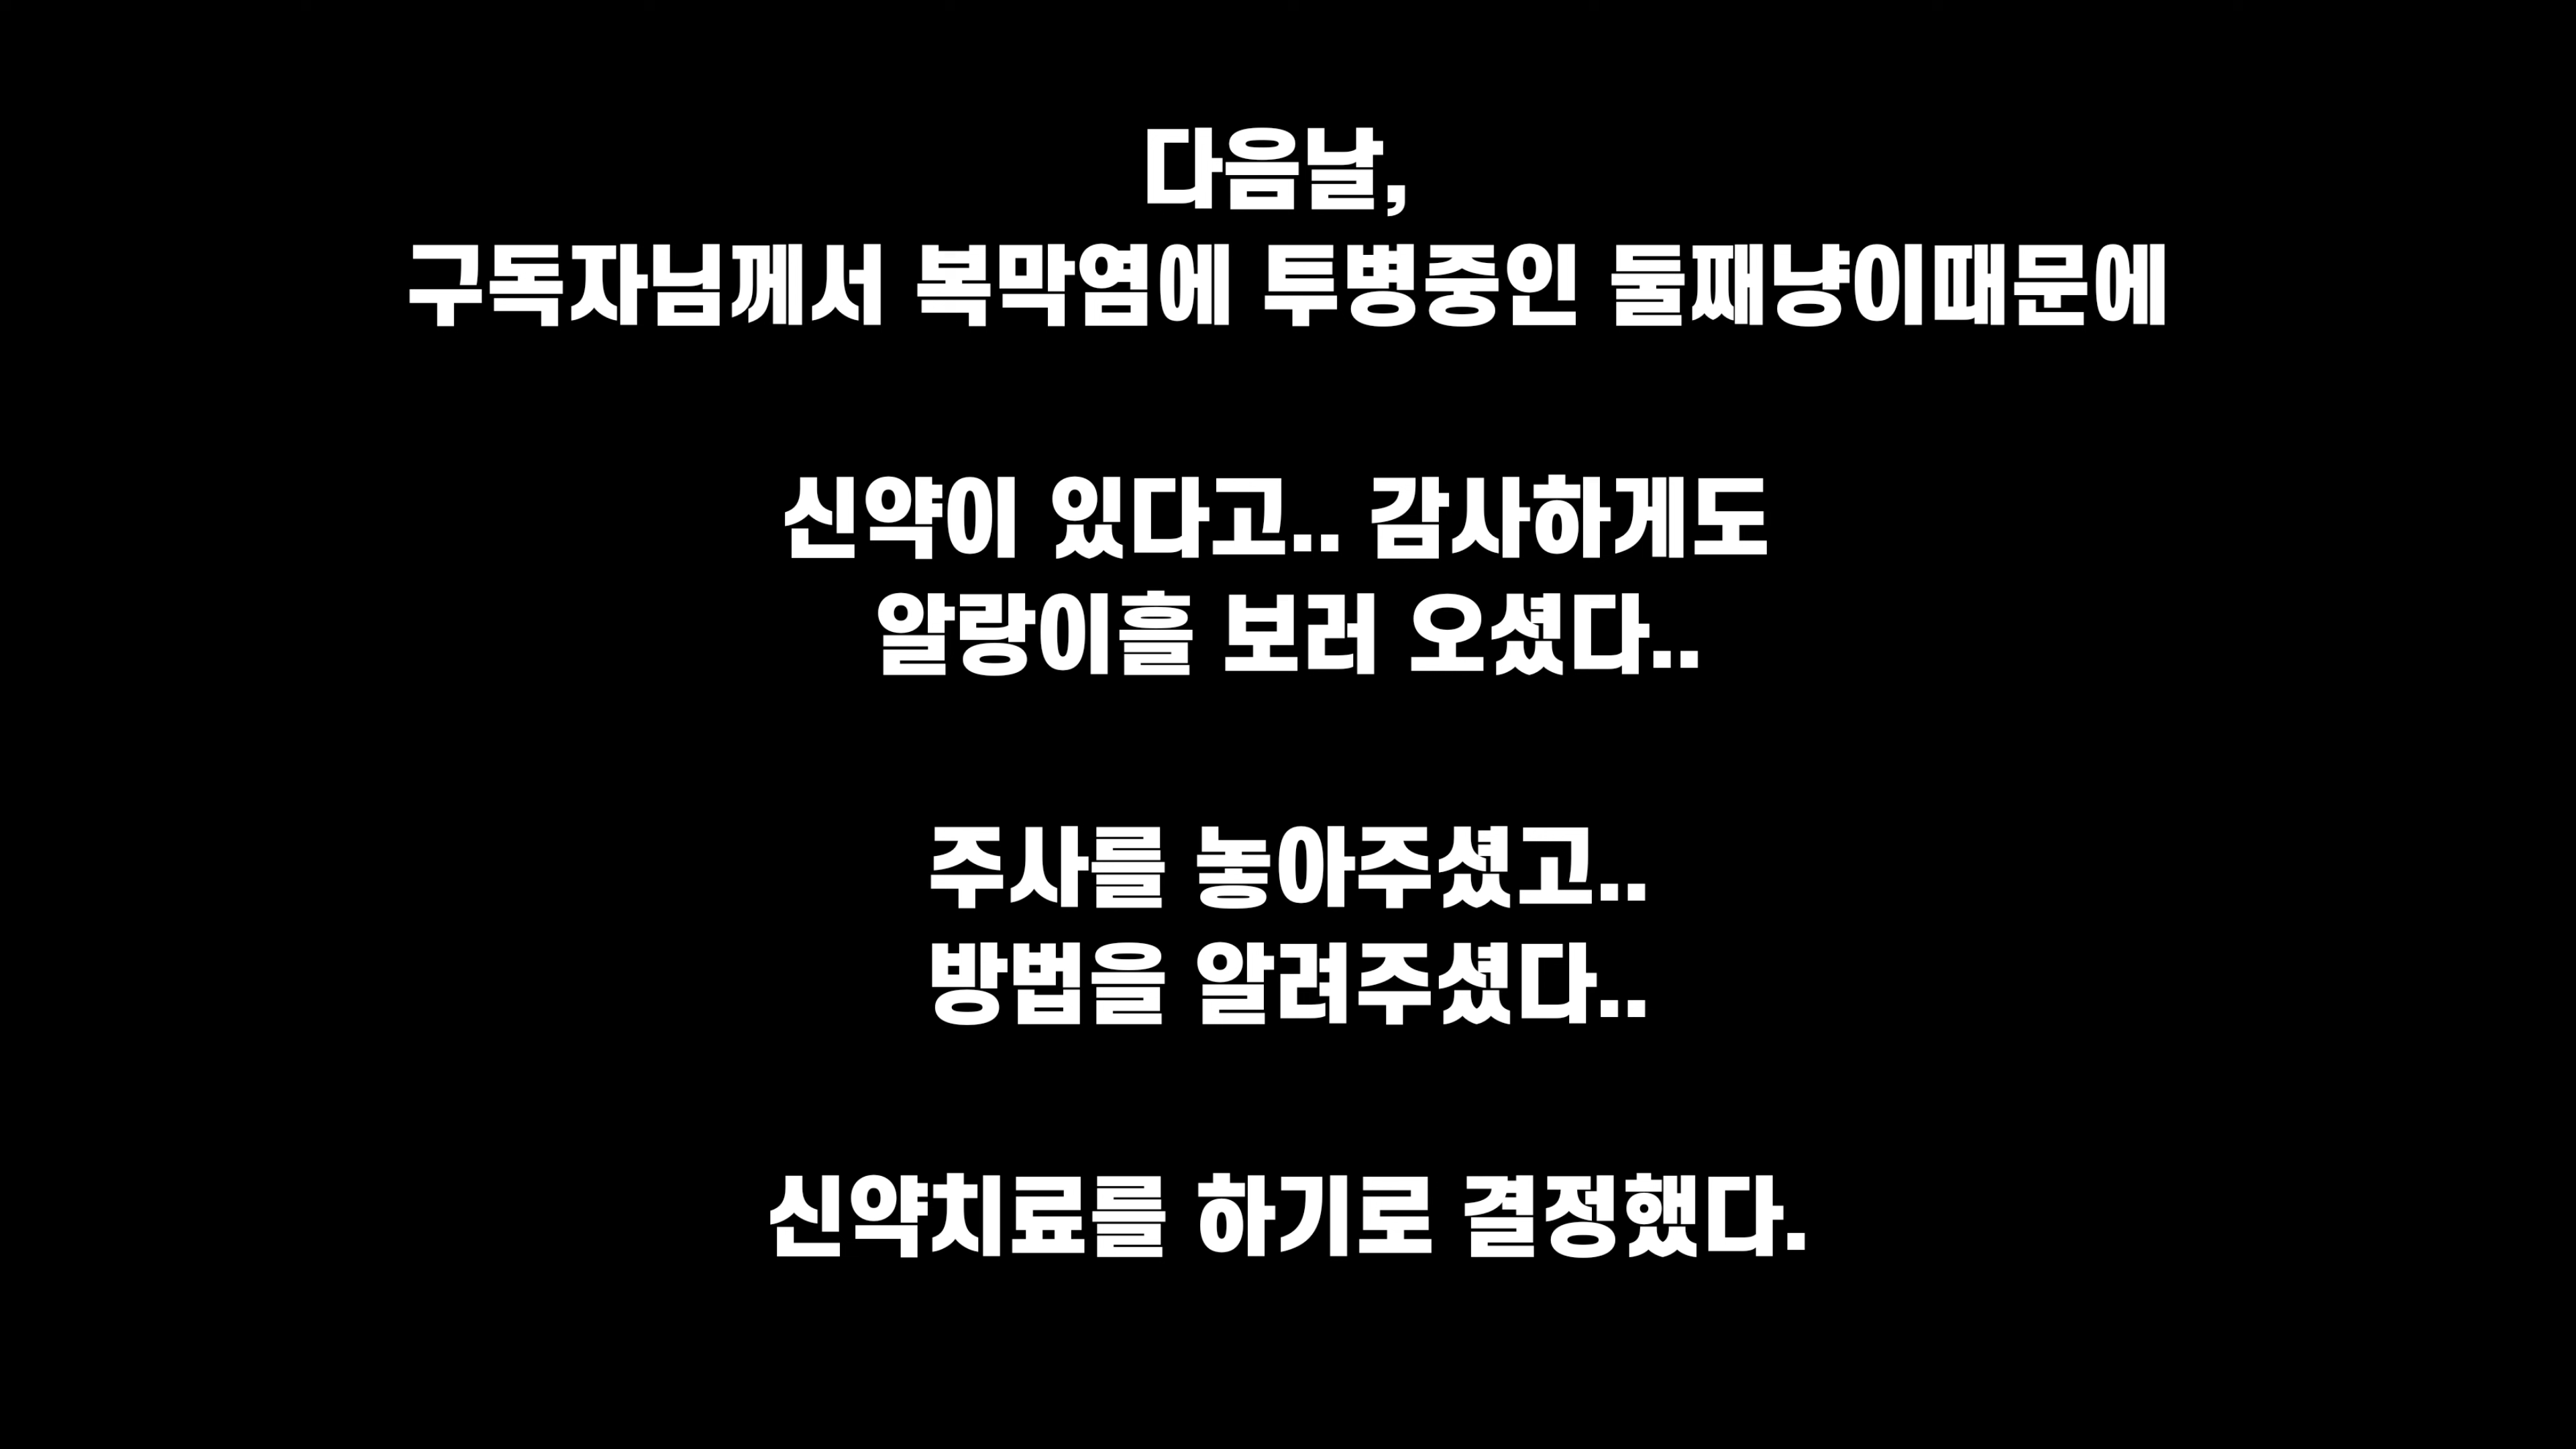 다음날,
구독자님께서 복막염에 투병중인 둘째냥이때문에
신약이 있다고.. 감사하게도
알랑이흘 보러 오셨다..
주사를 놓아주셨고..
방법을 알려주셨다..
신약치료를 하기로 결정했다.